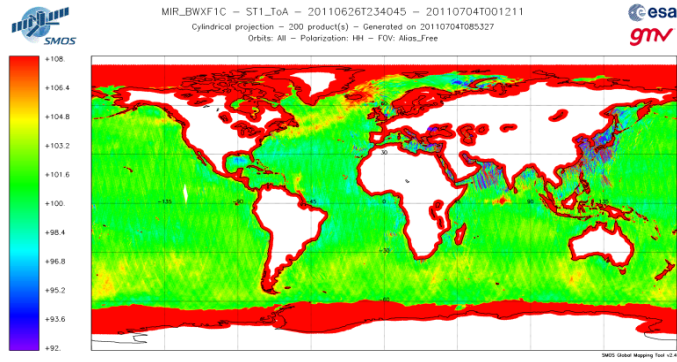 MIR_BWXF1C - ST1_ToA - 20110626T234045 - 20110704T001211
Cylindrical projection - 200 product(s) - Generated on 20110704T085327
Orbits: All - Polarization: HH - FOV: Alias_Free
SMOS
esa
gmv
+108.
+106.4
+104.8
+103.2
+101.6
+100.
+98.4
+96.8
+95.2
+93.6
+92.
SMOS Global Mapping Tool v2.4